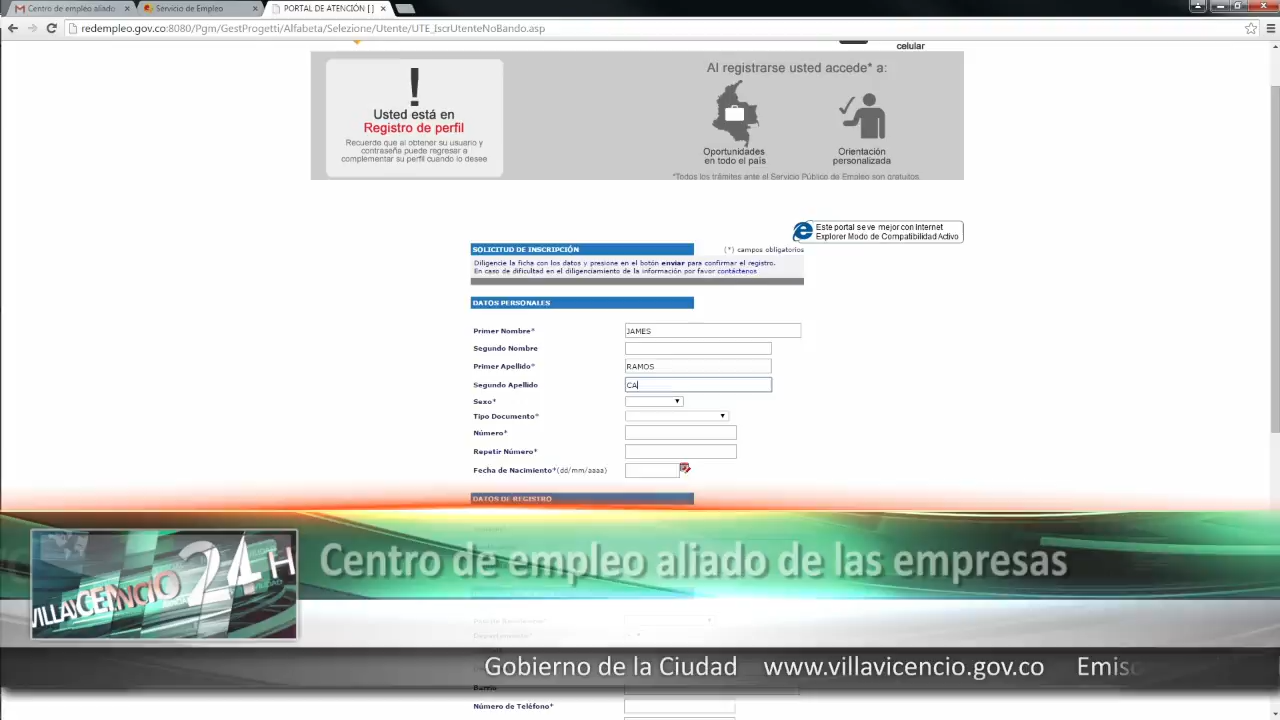 Centro de empleo aliado
Servicio de Empleo
PORTAL DE ATENCIÓN [ ]
redempleo.gov.co:8080/Pgm/GestProgetti/Alfabeta/Selezione/Utente/UTE_IscrUtenteNoBando.asp
celular
!
Usted está en
Registro de perfil
Recuerde que al obtener su usuario y
contraseña puede regresar a
complementar su perfil cuando lo desee
Al registrarse usted accede* a:
Oportunidades
en todo el país
Orientación
personalizada
*Todos los trámites ante el Servicio Público de Empleo son gratuitos
Este portal se ve mejor con Internet
Explorer Modo de Compatibilidad Activo
SOLICITUD DE INSCRIPCIÓN
(*) campos obligatorios
Diligencie la ficha con los datos y presione en el botón enviar para confirmar el registro.
En caso de dificultad en el diligenciamiento de la información por favor contáctenos
DATOS PERSONALES
Primer Nombre* JAMES
Segundo Nombre
Primer Apellido* RAMOS
Segundo Apellido CA
Sexo*
Tipo Documento*
Número*
Repetir Número*
Fecha de Nacimiento*(dd/mm/aaaa)
DATOS DE REGISTRO
VILLAVICENCIO 24H
Centro de empleo aliado de las empresas
Gobierno de la Ciudad www.villavicencio.gov.co Emiso
Barrio
Número de Teléfono*